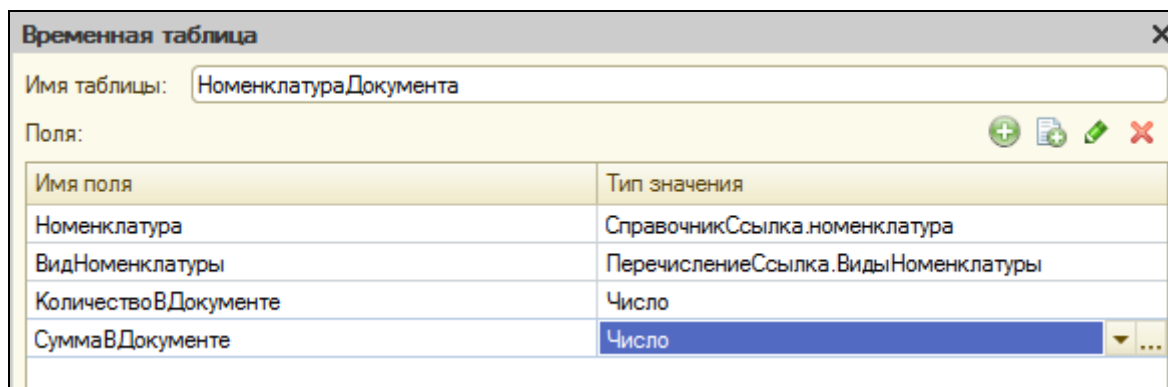 Временная таблица
Имя таблицы: НоменклатураДокумента
Поля:
Имя поля Тип значения
Номенклатура СправочникСсылка.номенклатура
ВидНоменклатуры ПеречислениеСсылка.ВидыНоменклатуры
КоличествоВДокументе Число
СуммаВДокументе Число